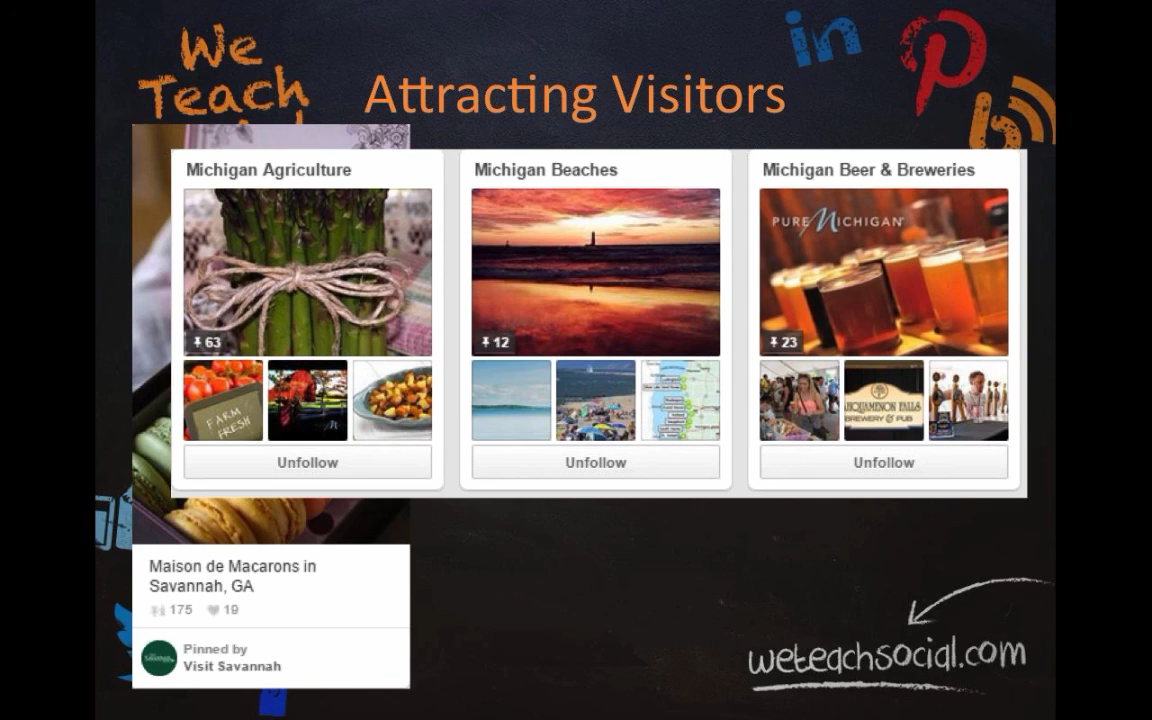 We
Teach
Attracting Visitors
in
Michigan Agriculture
63
FARM
FRESH
Unfollow
Michigan Beaches
12
Unfollow
Michigan Beer & Breweries
PURE MICHIGAN
23
BREWERY & PUB
Unfollow
Maison de Macarons in
Savannah, GA
175 19
Pinned by
Visit Savannah
weteachsocial.com